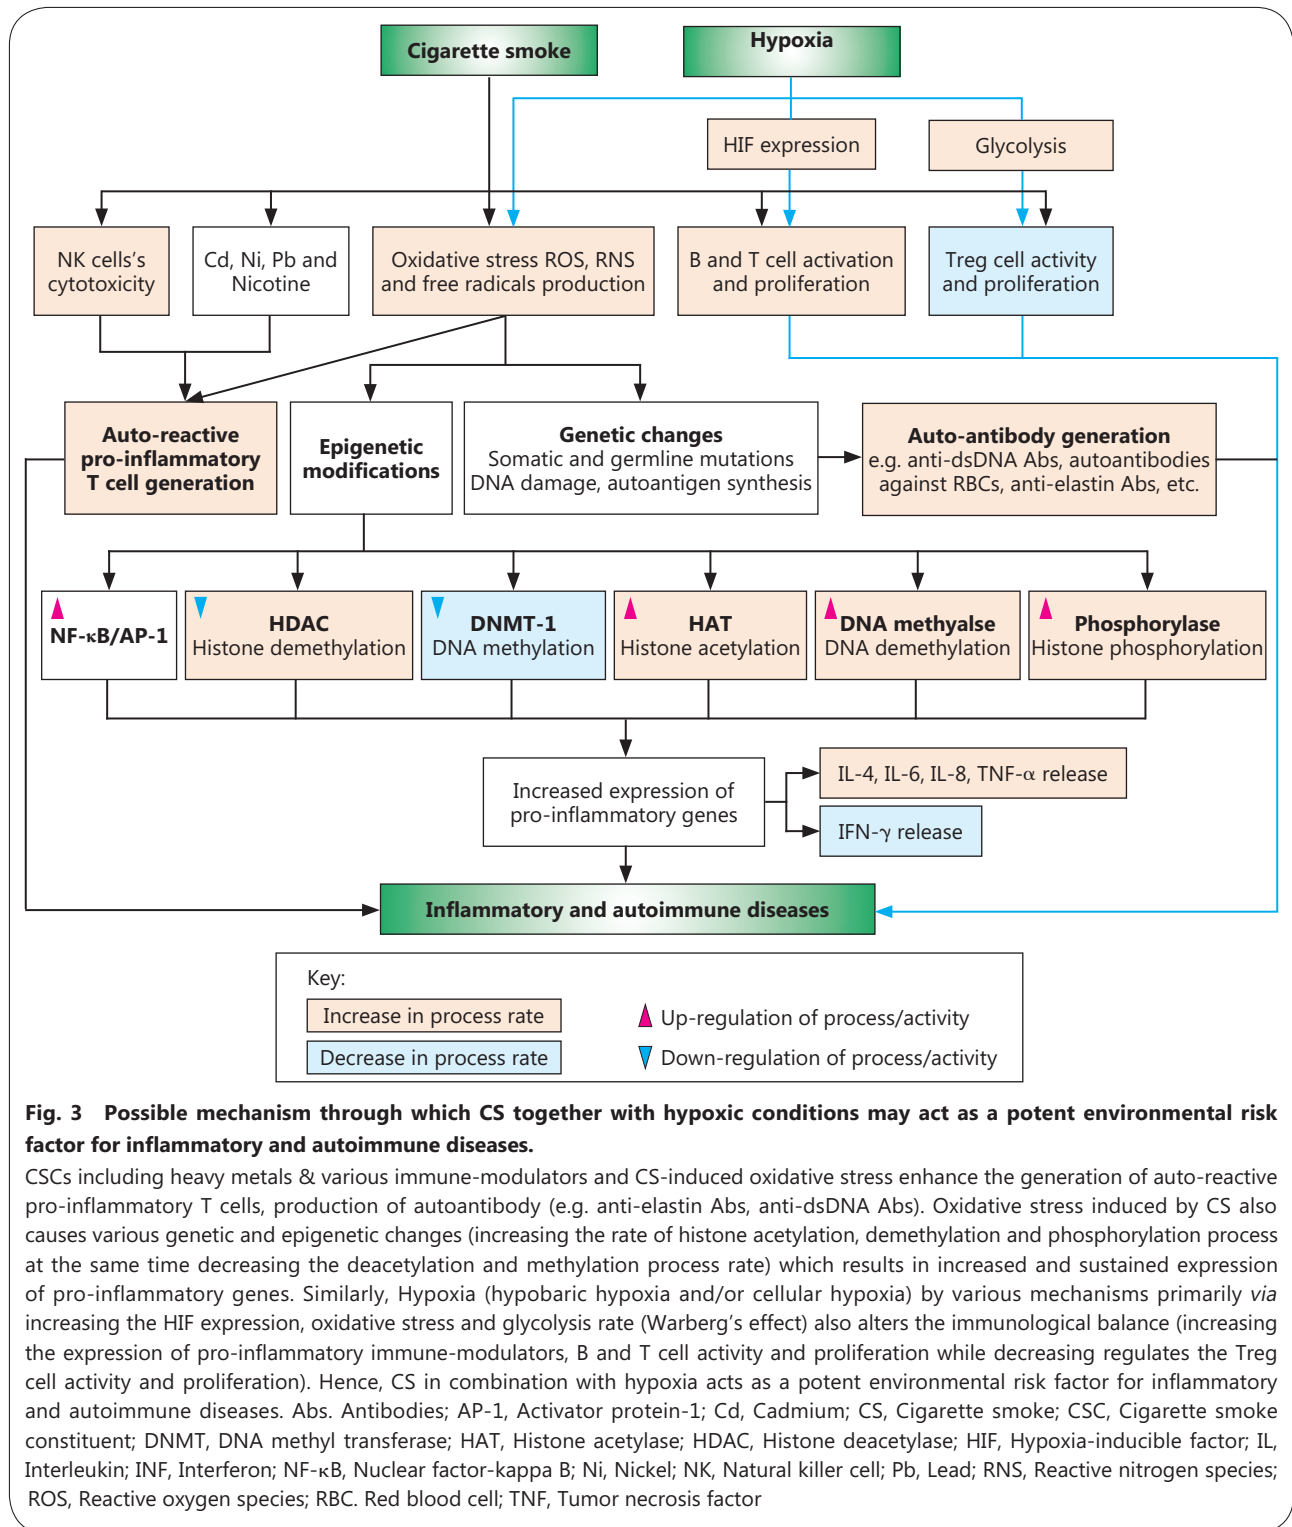 Cigarette smoke
Hypoxia
HIF expression
Glycolysis
NK cells's
cytotoxicity
Cd, Ni, Pb and
Nicotine
Oxidative stress ROS, RNS
and free radicals production
B and T cell activation
and proliferation
Treg cell activity
and proliferation
Auto-reactive
pro-inflammatory
T cell generation
Epigenetic
modifications
Genetic changes
Somatic and germline mutations
DNA damage, autoantigen synthesis
Auto-antibody generation
e.g. anti-dsDNA Abs, autoantibodies
against RBCs, anti-elastin Abs, etc.
NF-κB/AP-1
HDAC
Histone demethylation
DNMT-1
DNA methylation
HAT
Histone acetylation
DNA methyalse
DNA demethylation
Phosphorylase
Histone phosphorylation
Increased expression of
pro-inflammatory genes
IL-4, IL-6, IL-8, TNF-α release
IFN-γ release
Inflammatory and autoimmune diseases
Key:
Increase in process rate
Up-regulation of process/activity
Decrease in process rate
Down-regulation of process/activity
Fig. 3 Possible mechanism through which CS together with hypoxic conditions may act as a potent environmental risk
factor for inflammatory and autoimmune diseases.
CSCs including heavy metals & various immune-modulators and CS-induced oxidative stress enhance the generation of auto-reactive
pro-inflammatory T cells, production of autoantibody (e.g. anti-elastin Abs, anti-dsDNA Abs). Oxidative stress induced by CS also
causes various genetic and epigenetic changes (increasing the rate of histone acetylation, demethylation and phosphorylation process
at the same time decreasing the deacetylation and methylation process rate) which results in increased and sustained expression
of pro-inflammatory genes. Similarly, Hypoxia (hypobaric hypoxia and/or cellular hypoxia) by various mechanisms primarily via
increasing the HIF expression, oxidative stress and glycolysis rate (Warberg's effect) also alters the immunological balance (increasing
the expression of pro-inflammatory immune-modulators, B and T cell activity and proliferation while decreasing regulates the Treg
cell activity and proliferation). Hence, CS in combination with hypoxia acts as a potent environmental risk factor for inflammatory
and autoimmune diseases. Abs. Antibodies; AP-1, Activator protein-1; Cd, Cadmium; CS, Cigarette smoke; CSC, Cigarette smoke
constituent; DNMT, DNA methyl transferase; HAT, Histone acetylase; HDAC, Histone deacetylase; HIF, Hypoxia-inducible factor; IL,
Interleukin; INF, Interferon; NF-κB, Nuclear factor-kappa B; Ni, Nickel; NK, Natural killer cell; Pb, Lead; RNS, Reactive nitrogen species;
ROS, Reactive oxygen species; RBC. Red blood cell; TNF, Tumor necrosis factor